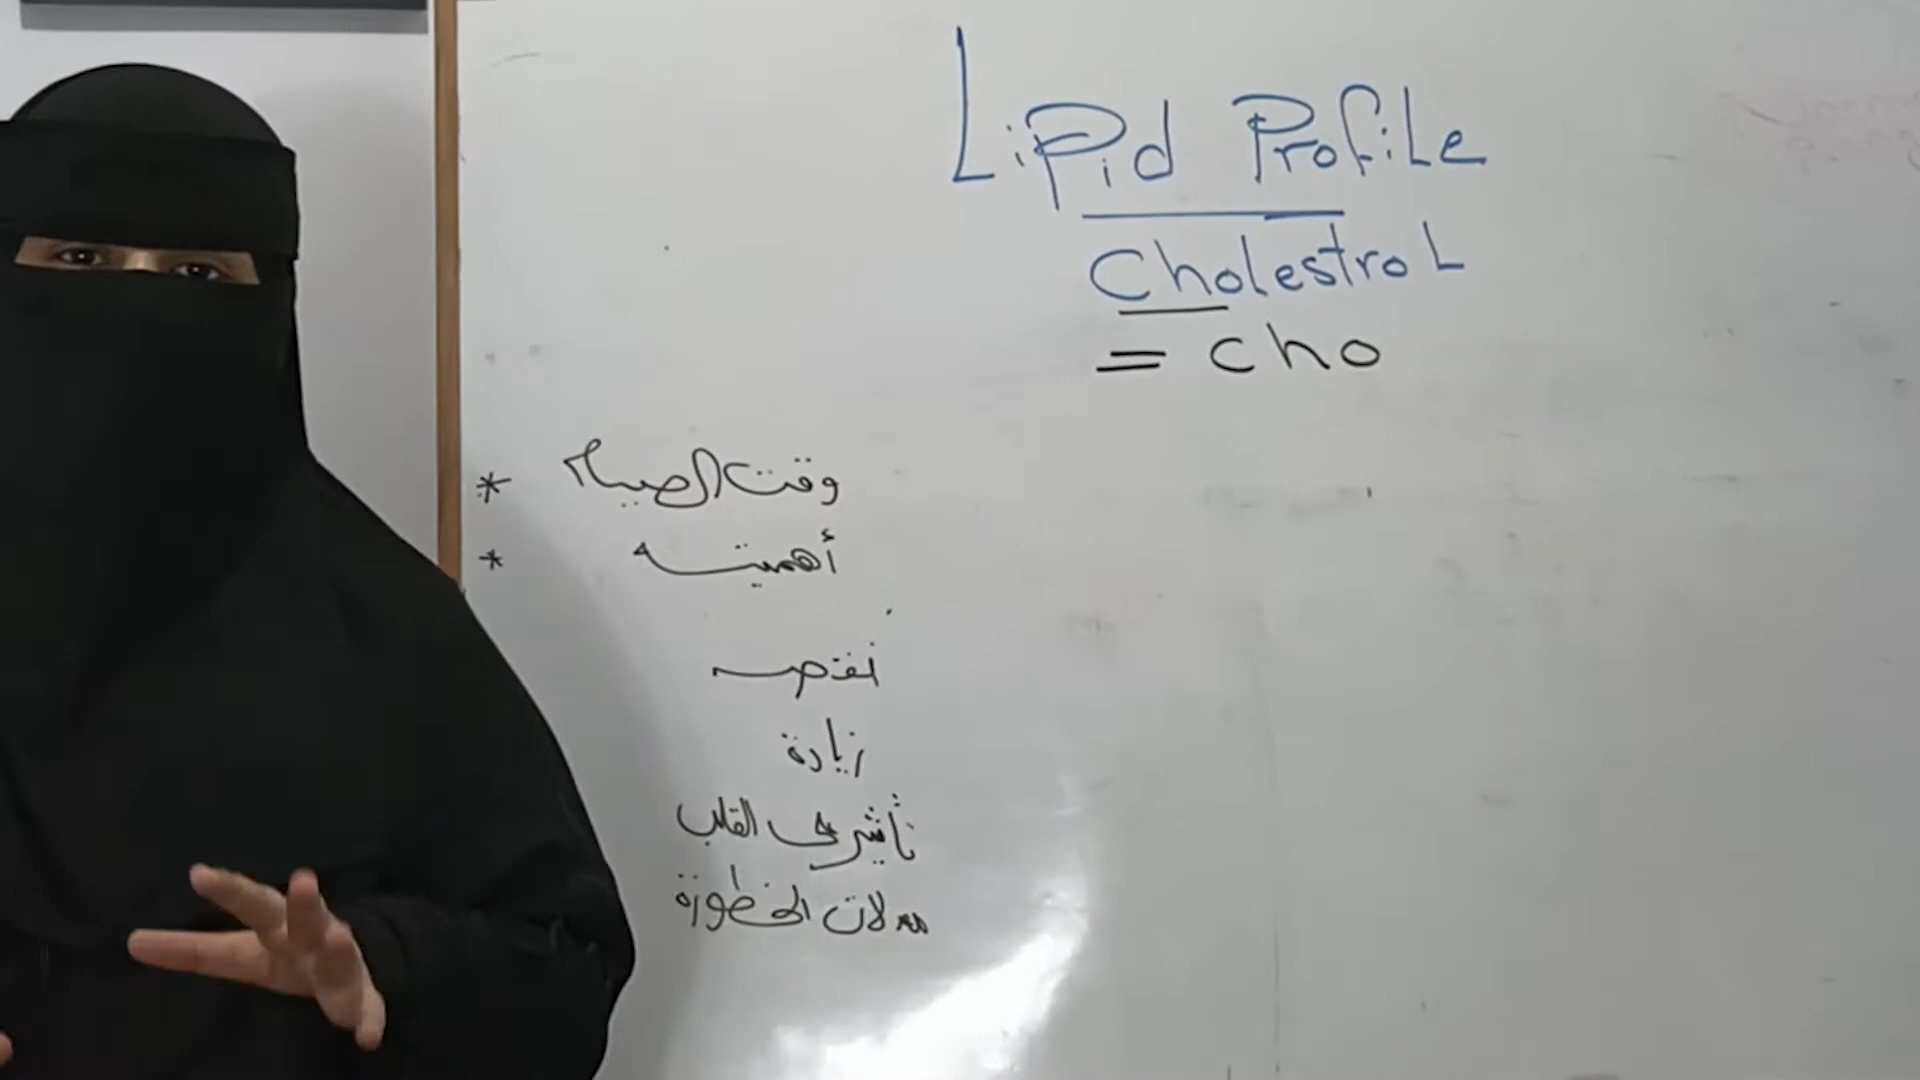 LiPid ProfiLe
CholestroL
= cho
* وقت الصيام
* أهميته
نقص
زيادة
تأثير على القلب
معدلات الخطورة